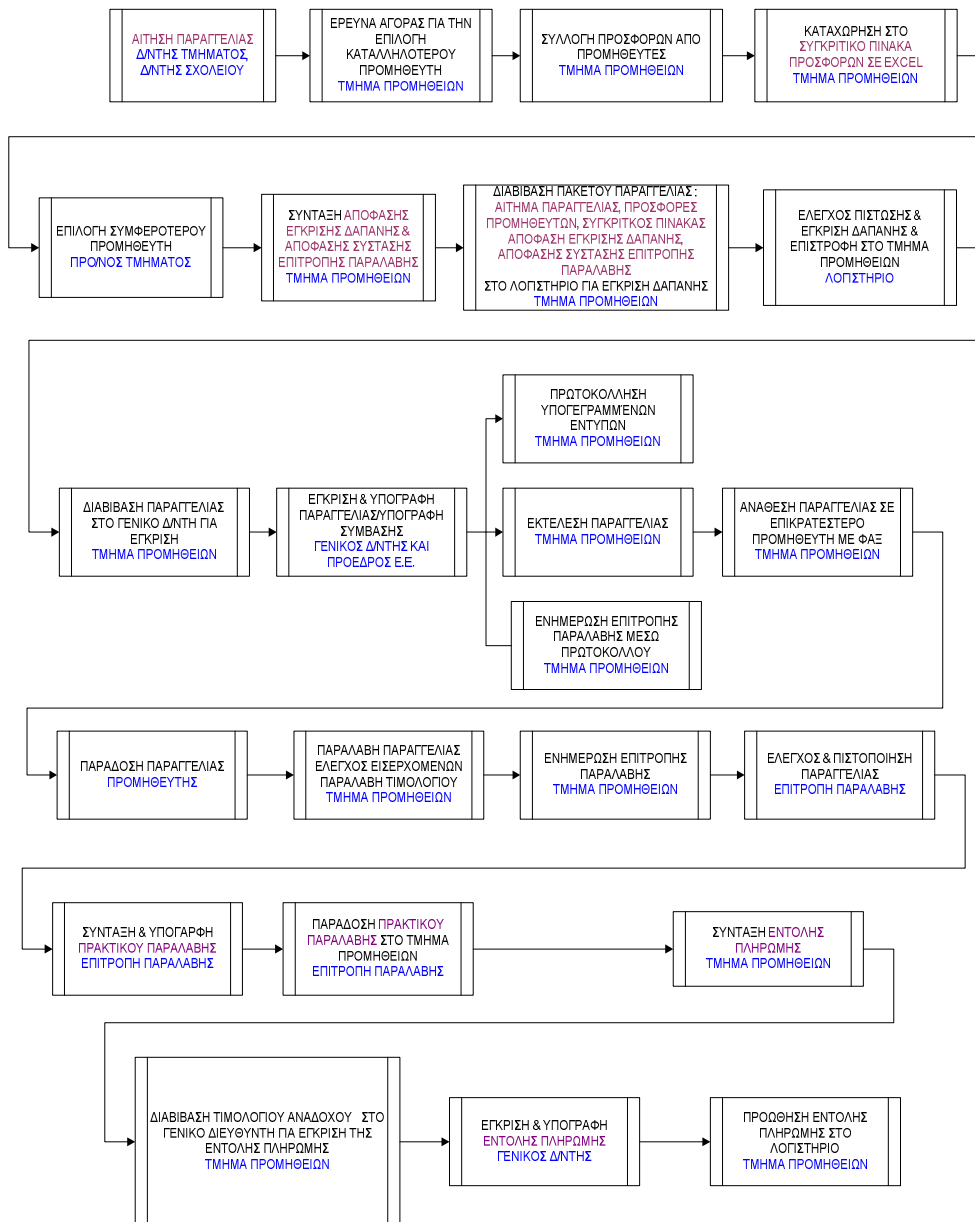 ΑΙΤΗΣΗ ΠΑΡΑΓΓΕΛΙΑΣ
Δ/ΝΤΗΣ ΤΜΗΜΑΤΟΣ,
Δ/ΝΤΗΣ ΣΧΟΛΕΙΟΥ
ΕΡΕΥΝΑ ΑΓΟΡΑΣ ΓΙΑ ΤΗΝ
ΕΠΙΛΟΓΗ
ΚΑΤΑΛΛΗΛΟΤΕΡΟΥ
ΠΡΟΜΗΘΕΥΤΗ
ΤΜΗΜΑ ΠΡΟΜΗΘΕΙΩΝ
ΣΥΛΛΟΓΗ ΠΡΟΣΦΟΡΩΝ ΑΠΟ
ΠΡΟΜΗΘΕΥΤΕΣ
ΤΜΗΜΑ ΠΡΟΜΗΘΕΙΩΝ
ΚΑΤΑΧΩΡΗΣΗ ΣΤΟ
ΣΥΓΚΡΙΤΙΚΟ ΠΙΝΑΚΑ
ΠΡΟΣΦΟΡΩΝ ΣΕ EXCEL
ΤΜΗΜΑ ΠΡΟΜΗΘΕΙΩΝ
ΕΠΙΛΟΓΗ ΣΥΜΦΕΡΟΤΕΡΟΥ
ΠΡΟΜΗΘΕΥΤΗ
ΠΡΟ/ΝΟΣ ΤΜΗΜΑΤΟΣ
ΣΥΝΤΑΞΗ ΑΠΟΦΑΣΗΣ
ΕΓΚΡΙΣΗΣ ΔΑΠΑΝΗΣ &
ΑΠΟΦΑΣΗΣ ΣΥΣΤΑΣΗΣ
ΕΠΙΤΡΟΠΗΣ ΠΑΡΑΛΑΒΗΣ
ΤΜΗΜΑ ΠΡΟΜΗΘΕΙΩΝ
ΔΙΑΒΙΒΑΣΗ ΠΑΚΕΤΟΥ ΠΑΡΑΓΓΕΛΙΑΣ :
ΑΙΤΗΜΑ ΠΑΡΑΓΓΕΛΙΑΣ, ΠΡΟΣΦΟΡΕΣ
ΠΡΟΜΗΘΕΥΤΩΝ, ΣΥΓΚΡΙΤΚΟΣ ΠΙΝΑΚΑΣ
ΑΠΟΦΑΣΗ ΕΓΚΡΙΣΗΣ ΔΑΠΑΝΗΣ,
ΑΠΟΦΑΣΗΣ ΣΥΣΤΑΣΗΣ ΕΠΙΤΡΟΠΗΣ
ΠΑΡΑΛΑΒΗΣ
ΣΤΟ ΛΟΓΙΣΤΗΡΙΟ ΓΙΑ ΕΓΚΡΙΣΗ ΔΑΠΑΝΗΣ
ΤΜΗΜΑ ΠΡΟΜΗΘΕΙΩΝ
ΕΛΕΓΧΟΣ ΠΙΣΤΩΣΗΣ &
ΕΓΚΡΙΣΗ ΔΑΠΑΝΗΣ &
ΕΠΙΣΤΡΟΦΗ ΣΤΟ ΤΜΗΜΑ
ΠΡΟΜΗΘΕΙΩΝ
ΛΟΓΙΣΤΗΡΙΟ
ΠΡΩΤΟΚΟΛΛΗΣΗ
ΥΠΟΓΕΓΡΑΜΜΈΝΩΝ
ΕΝΤΥΠΩΝ
ΤΜΗΜΑ ΠΡΟΜΗΘΕΙΩΝ
ΔΙΑΒΙΒΑΣΗ ΠΑΡΑΓΓΕΛΙΑΣ
ΣΤΟ ΓΕΝΙΚΟ Δ/ΝΤΗ ΓΙΑ
ΕΓΚΡΙΣΗ
ΤΜΗΜΑ ΠΡΟΜΗΘΕΙΩΝ
ΕΓΚΡΙΣΗ & ΥΠΟΓΡΑΦΗ
ΠΑΡΑΓΓΕΛΙΑΣ/ΥΠΟΓΡΑΦΗ
ΣΥΜΒΑΣΗΣ
ΓΕΝΙΚΟΣ Δ/ΝΤΗΣ ΚΑΙ
ΠΡΟΕΔΡΟΣ Ε.Ε.
ΕΚΤΕΛΕΣΗ ΠΑΡΑΓΓΕΛΙΑΣ
ΤΜΗΜΑ ΠΡΟΜΗΘΕΙΩΝ
ΑΝΑΘΕΣΗ ΠΑΡΑΓΓΕΛΙΑΣ ΣΕ
ΕΠΙΚΡΑΤΕΣΤΕΡΟ
ΠΡΟΜΗΘΕΥΤΗ ΜΕ ΦΑΞ
ΤΜΗΜΑ ΠΡΟΜΗΘΕΙΩΝ
ΕΝΗΜΕΡΩΣΗ ΕΠΙΤΡΟΠΗΣ
ΠΑΡΑΛΑΒΗΣ ΜΕΣΩ
ΠΡΩΤΟΚΟΛΛΟΥ
ΤΜΗΜΑ ΠΡΟΜΗΘΕΙΩΝ
ΠΑΡΑΔΟΣΗ ΠΑΡΑΓΓΕΛΙΑΣ
ΠΡΟΜΗΘΕΥΤΗΣ
ΠΑΡΑΛΑΒΗ ΠΑΡΑΓΓΕΛΙΑΣ
ΕΛΕΓΧΟΣ ΕΙΣΕΡΧΟΜΕΝΩΝ
ΠΑΡΑΛΑΒΗ ΤΙΜΟΛΟΓΙΟΥ
ΤΜΗΜΑ ΠΡΟΜΗΘΕΙΩΝ
ΕΝΗΜΕΡΩΣΗ ΕΠΙΤΡΟΠΗΣ
ΠΑΡΑΛΑΒΗΣ
ΤΜΗΜΑ ΠΡΟΜΗΘΕΙΩΝ
ΕΛΕΓΧΟΣ & ΠΙΣΤΟΠΟΙΗΣΗ
ΠΑΡΑΓΓΕΛΙΑΣ
ΕΠΙΤΡΟΠΗ ΠΑΡΑΛΑΒΗΣ
ΣΥΝΤΑΞΗ & ΥΠΟΓΑΡΦΗ
ΠΡΑΚΤΙΚΟΥ ΠΑΡΑΛΑΒΗΣ
ΕΠΙΤΡΟΠΗ ΠΑΡΑΛΑΒΗΣ
ΠΑΡΑΔΟΣΗ ΠΡΑΚΤΙΚΟΥ
ΠΑΡΑΛΑΒΗΣ ΣΤΟ ΤΜΗΜΑ
ΠΡΟΜΗΘΕΙΩΝ
ΕΠΙΤΡΟΠΗ ΠΑΡΑΛΑΒΗΣ
ΣΥΝΤΑΞΗ ΕΝΤΟΛΗΣ
ΠΛΗΡΩΜΗΣ
ΤΜΗΜΑ ΠΡΟΜΗΘΕΙΩΝ
ΔΙΑΒΙΒΑΣΗ ΤΙΜΟΛΟΓΙΟΥ ΑΝΑΔΟΧΟΥ ΣΤΟ
ΓΕΝΙΚΟ ΔΙΕΥΘΥΝΤΗ ΓΙΑ ΕΓΚΡΙΣΗ ΤΗΣ
ΕΝΤΟΛΗΣ ΠΛΗΡΩΜΗΣ
ΤΜΗΜΑ ΠΡΟΜΗΘΕΙΩΝ
ΕΓΚΡΙΣΗ & ΥΠΟΓΡΑΦΗ
ΕΝΤΟΛΗΣ ΠΛΗΡΩΜΗΣ
ΓΕΝΙΚΟΣ Δ/ΝΤΗΣ
ΠΡΟΩΘΗΣΗ ΕΝΤΟΛΗΣ
ΠΛΗΡΩΜΗΣ ΣΤΟ
ΛΟΓΙΣΤΗΡΙΟ
ΤΜΗΜΑ ΠΡΟΜΗΘΕΙΩΝ